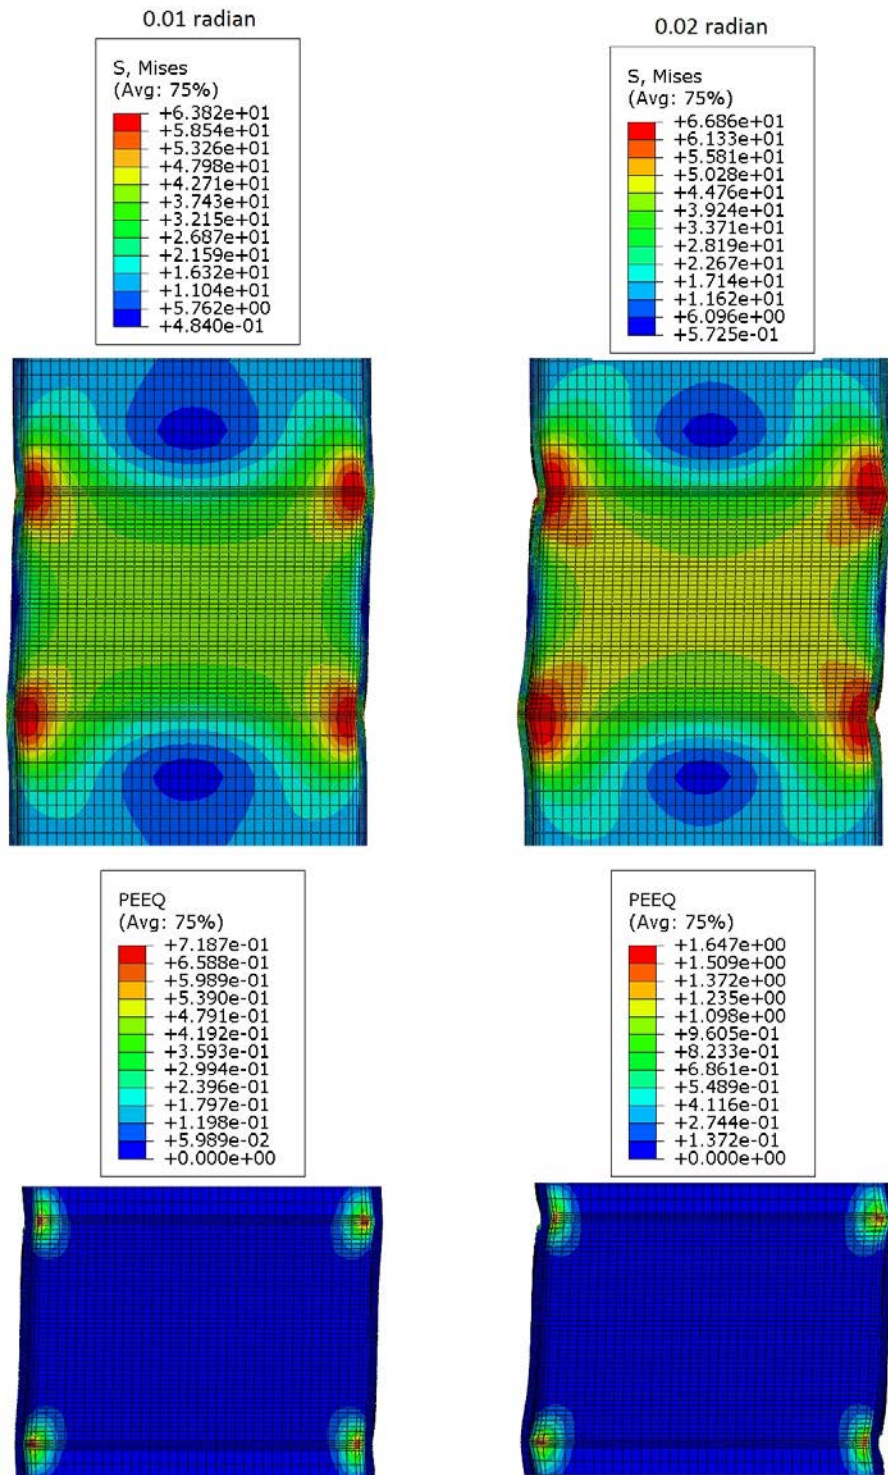 0.01 radian
S, Mises
(Avg: 75%)
+6.382e+01
+5.854e+01
+5.326e+01
+4.798e+01
+4.271e+01
+3.743e+01
+3.215e+01
+2.687e+01
+2.159e+01
+1.632e+01
+1.104e+01
+5.762e+00
+4.840e-01
0.02 radian
S, Mises
(Avg: 75%)
+6.686e+01
+6.133e+01
+5.581e+01
+5.028e+01
+4.476e+01
+3.924e+01
+3.371e+01
+2.819e+01
+2.267e+01
+1.714e+01
+1.162e+01
+6.096e+00
+5.725e-01
PEEQ
(Avg: 75%)
+7.187e-01
+6.588e-01
+5.989e-01
+5.390e-01
+4.791e-01
+4.192e-01
+3.593e-01
+2.994e-01
+2.396e-01
+1.797e-01
+1.198e-01
+5.989e-02
+0.000e+00
PEEQ
(Avg: 75%)
+1.647e+00
+1.509e+00
+1.372e+00
+1.235e+00
+1.098e+00
+9.605e-01
+8.233e-01
+6.861e-01
+5.489e-01
+4.116e-01
+2.744e-01
+1.372e-01
+0.000e+00